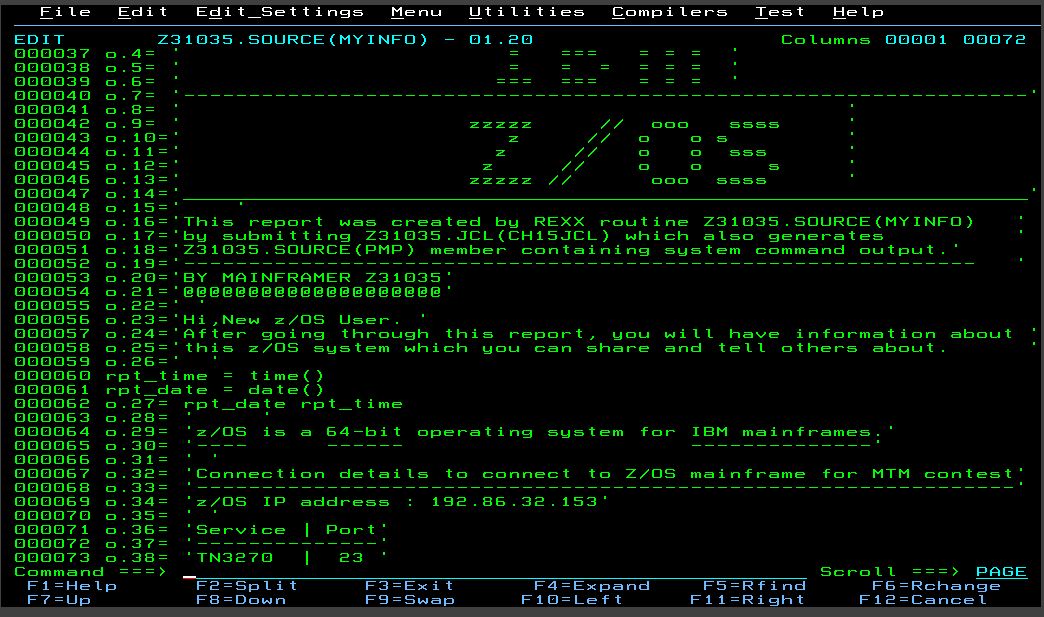 File  Edit  Edit_Settings  Menu  Utilities  Compilers  Test  Help
EDIT       Z31035.SOURCE(MYINFO) - 01.20                   Columns 00001 00072
000037 o.4= '                         =   ===   = = =  '
000038 o.5= '                         =   =  -  = = =  '
000039 o.6= '                        ===  ===   = = =  '
000040 o.7= '-----------------------------------------------------------------'
000041 o.8= '                                                   '
000042 o.9= '                      zzzzz     //  ooo   ssss     '
000043 o.10='                         z     //  o   o s
000044 o.11='                        z     //   o   o  sss      '
000045 o.12='                       z     //    o   o     s     '
000046 o.13='                      zzzzz //      ooo  ssss      '
000047 o.14='_________________________________________________________________'
000048 o.15='    '
000049 o.16='This report was created by REXX routine Z31035.SOURCE(MYINFO)   '
000050 o.17='by submitting Z31035.JCL(CH15JCL) which also generates          '
000051 o.18='Z31035.SOURCE(PMP) member containing system command output.'
000052 o.19='-------------------------------------------------------------   '
000053 o.20='BY MAINFRAMER Z31035'
000054 o.21='@@@@@@@@@@@@@@@@@@@@'
000055 o.22=' '
000056 o.23='Hi,New z/OS User. '
000057 o.24='After going through this report, you will have information about '
000058 o.25='this z/OS system which you can share and tell others about.      '
000059 o.26='  '
000060 rpt_time = time()
000061 rpt_date = date()
000062 o.27= rpt_date rpt_time
000063 o.28= '     '
000064 o.29= 'z/OS is a 64-bit operating system for IBM mainframes.'
000065 o.30= '----      ------                      --------------'
000066 o.31= ' '
000067 o.32= 'Connection details to connect to Z/OS mainframe for MTM contest'
000068 o.33= '---------------------------------------------------------------'
000069 o.34= 'z/OS IP address : 192.86.32.153'
000070 o.35= ' '
000071 o.36= 'Service | Port'
000072 o.37= '--------------'
000073 o.38= 'TN3270  |  23 '
Command ===>                                                  Scroll ===> PAGE
F1=Help      F2=Split     F3=Exit      F4=Expand    F5=Rfind     F6=Rchange
F7=Up        F8=Down      F9=Swap     F10=Left     F11=Right    F12=Cancel